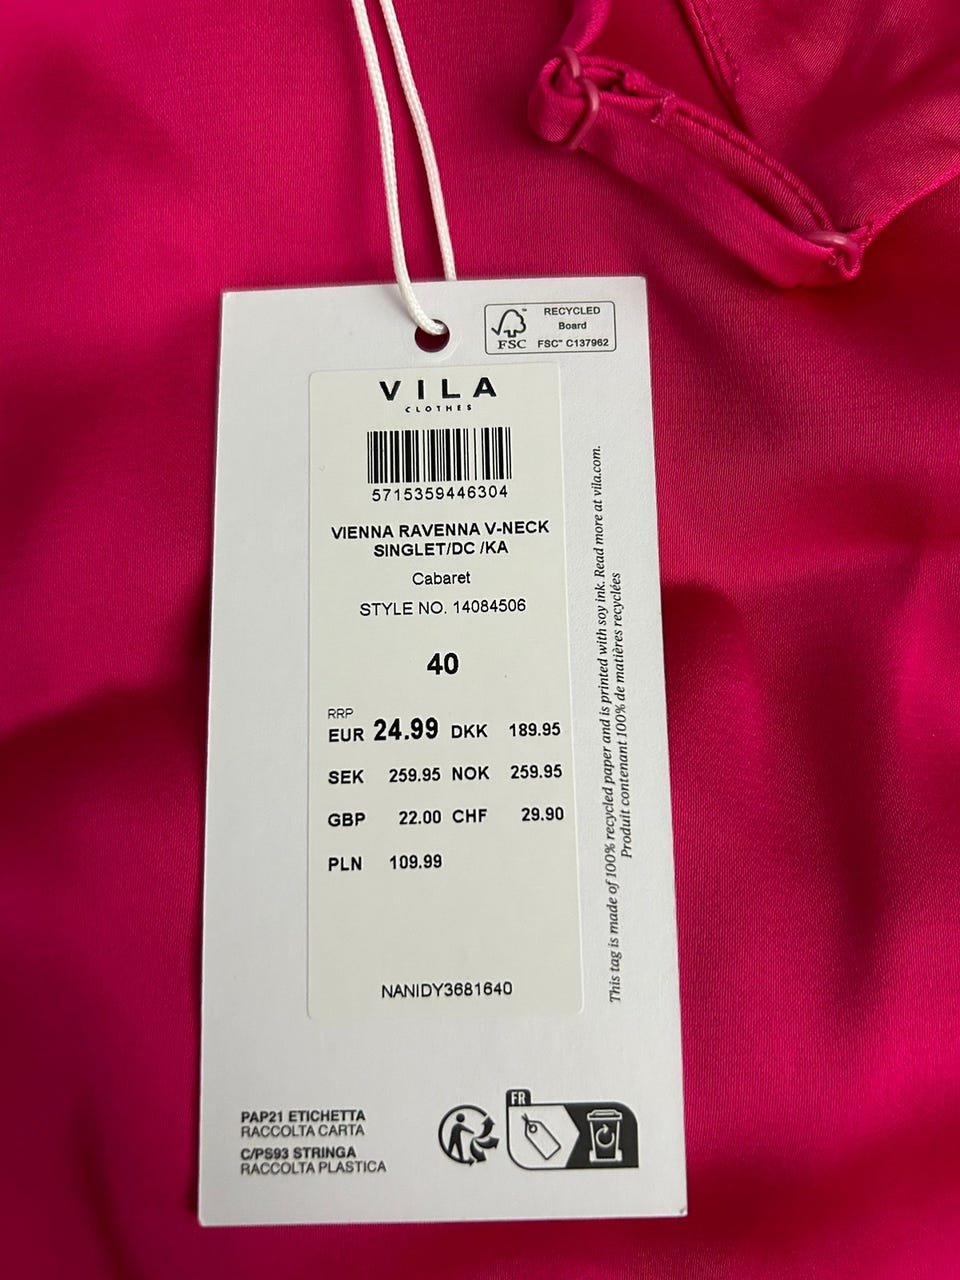 RECYCLED
Board
FSC™ C137962
FSC™
VILA
CLOTHES
5715359446304
VIENNA RAVENNA V-NECK
SINGLET/DC /KA
Cabaret
STYLE NO. 14084506
40
RRP
EUR 24.99 DKK 189.95
SEK 259.95 NOK 259.95
GBP 22.00 CHF 29.90
PLN 109.99
NANIDY3681640
This tag is made of 100% recycled paper and is printed with soy ink. Read more at vila.com.
Produit contenant 100% de matières recyclées
PAP21 ETICHETTA
RACCOLTA CARTA
C/PS93 STRINGA
RACCOLTA PLASTICA
FR